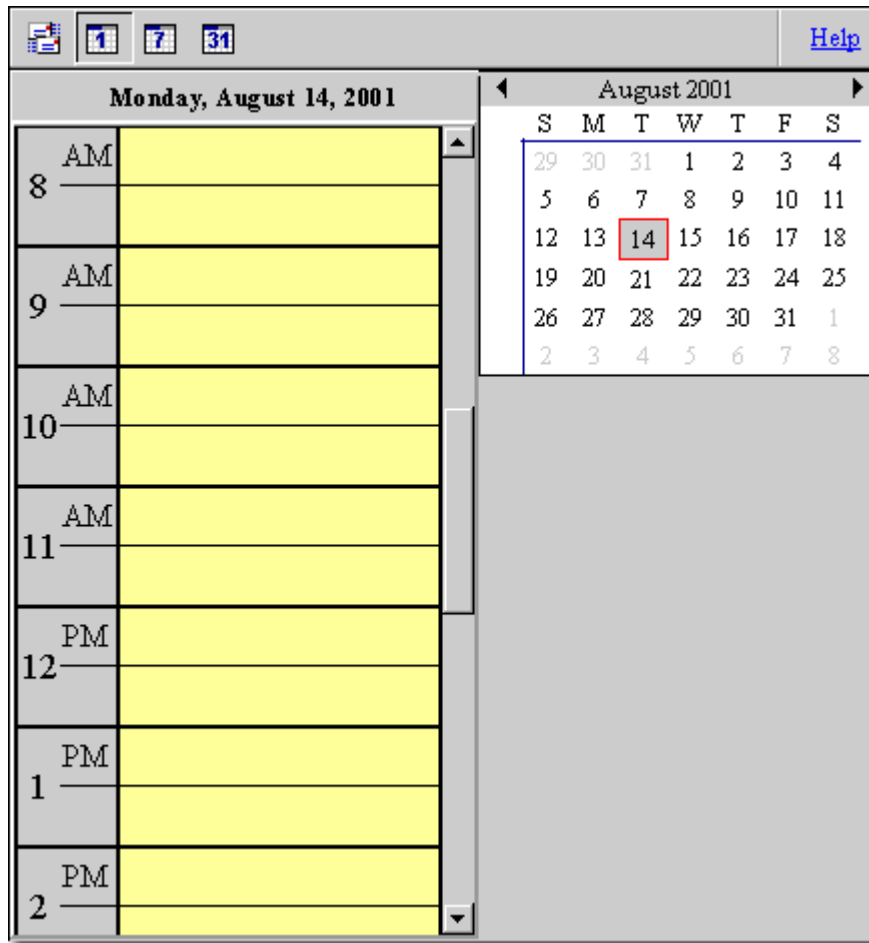 1 7 31 Help
Monday, August 14, 2001
8 AM
9 AM
10 AM
11 AM
12 PM
1 PM
2 PM
August 2001
S M T W T F S
29 30 31 1 2 3 4
5 6 7 8 9 10 11
12 13 14 15 16 17 18
19 20 21 22 23 24 25
26 27 28 29 30 31 1
2 3 4 5 6 7 8